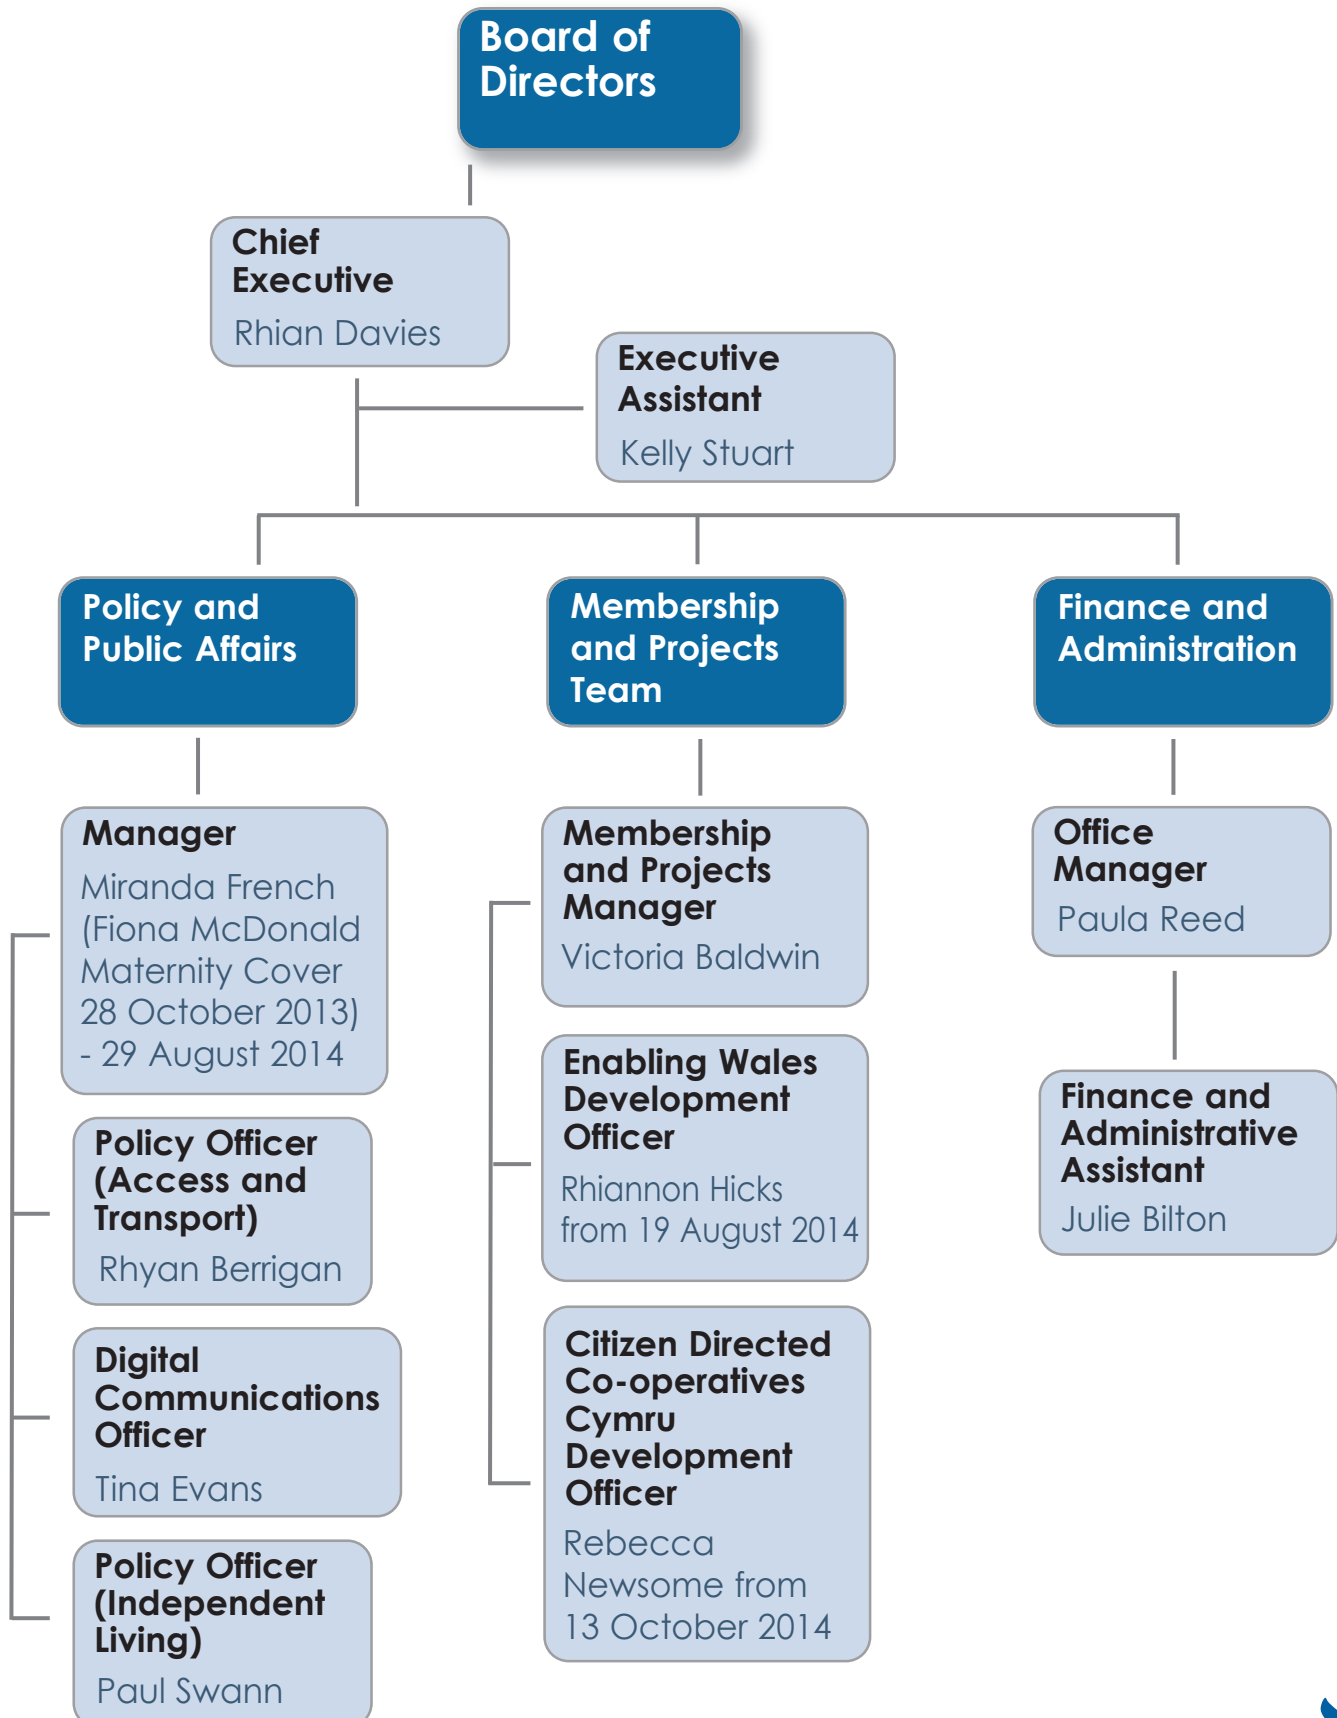 Board of
Directors
Chief
Executive
Rhian Davies
Executive
Assistant
Kelly Stuart
Policy and
Public Affairs
Manager
Miranda French
(Fiona McDonald
Maternity Cover
28 October 2013)
- 29 August 2014
Policy Officer
(Access and
Transport)
Rhyan Berrigan
Digital
Communications
Officer
Tina Evans
Policy Officer
(Independent
Living)
Paul Swann
Membership
and Projects
Team
Membership
and Projects
Manager
Victoria Baldwin
Enabling Wales
Development
Officer
Rhiannon Hicks
from 19 August 2014
Citizen Directed
Co-operatives
Cymru
Development
Officer
Rebecca
Newsome from
13 October 2014
Finance and
Administration
Office
Manager
Paula Reed
Finance and
Administrative
Assistant
Julie Bilton